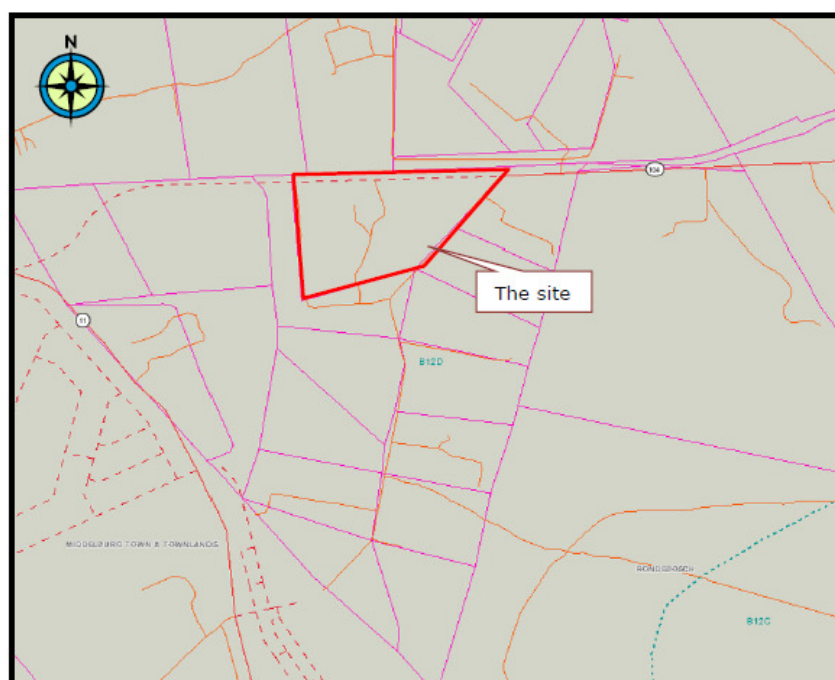 N
104
The site
11
B12D
MIDDELBURG TOWN & TOWNLANDS
RONDEBOSCH
B12C